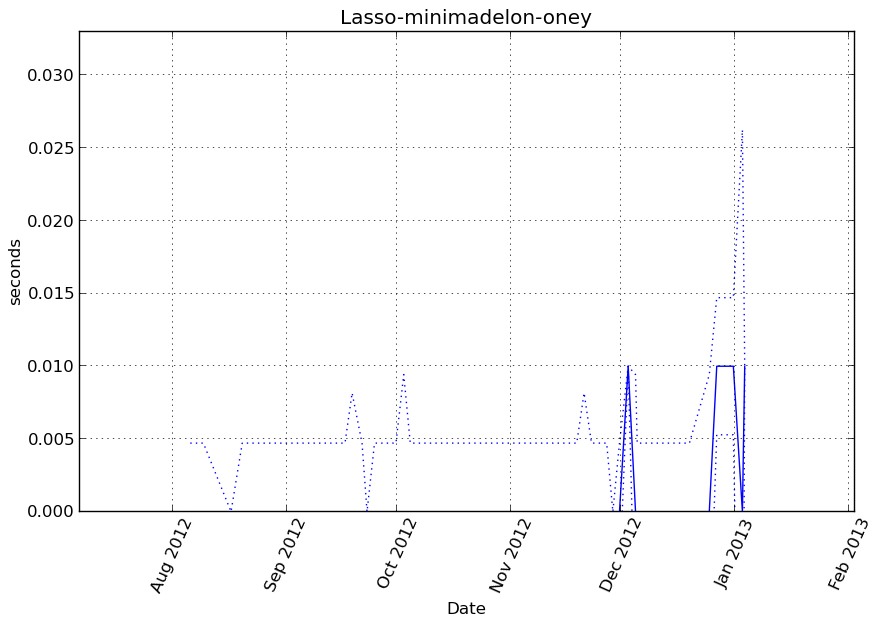 Lasso-minimadelon-oney
0.030
0.025
0.020
0.015
0.010
0.005
0.000
seconds
Aug 2012
Sep 2012
Oct 2012
Nov 2012
Dec 2012
Jan 2013
Feb 2013
Date